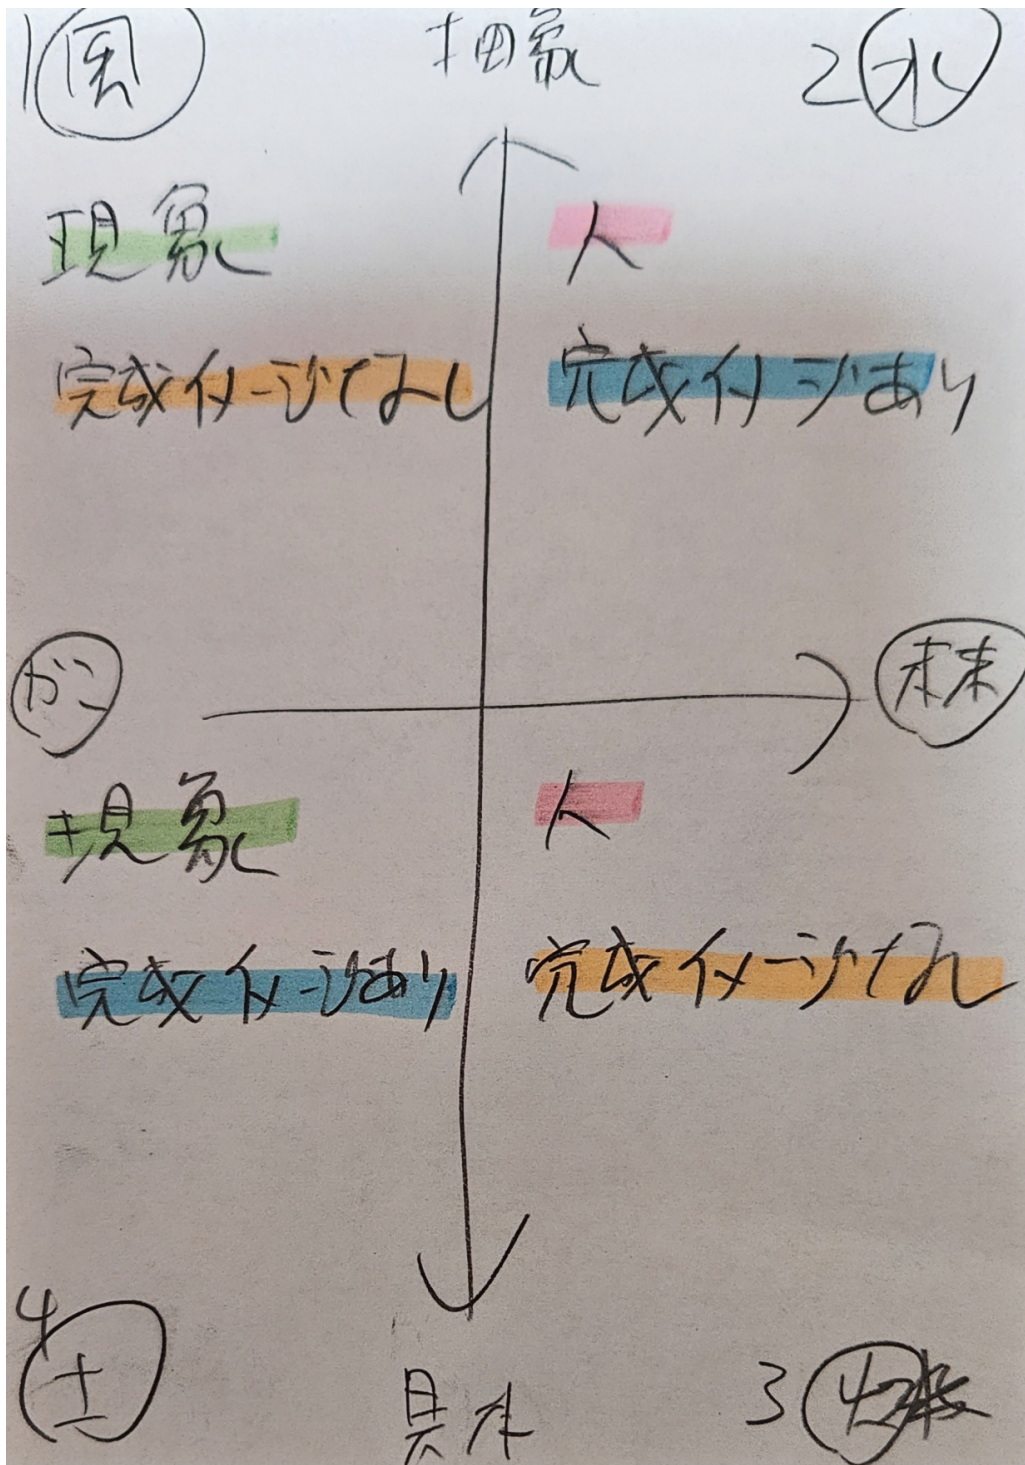 1 風
抽象
2 水
現象
人
完成イメージなし
完成イメージあり
かこ
未来
現象
人
完成イメージあり
完成イメージなし
4
土
具体
3